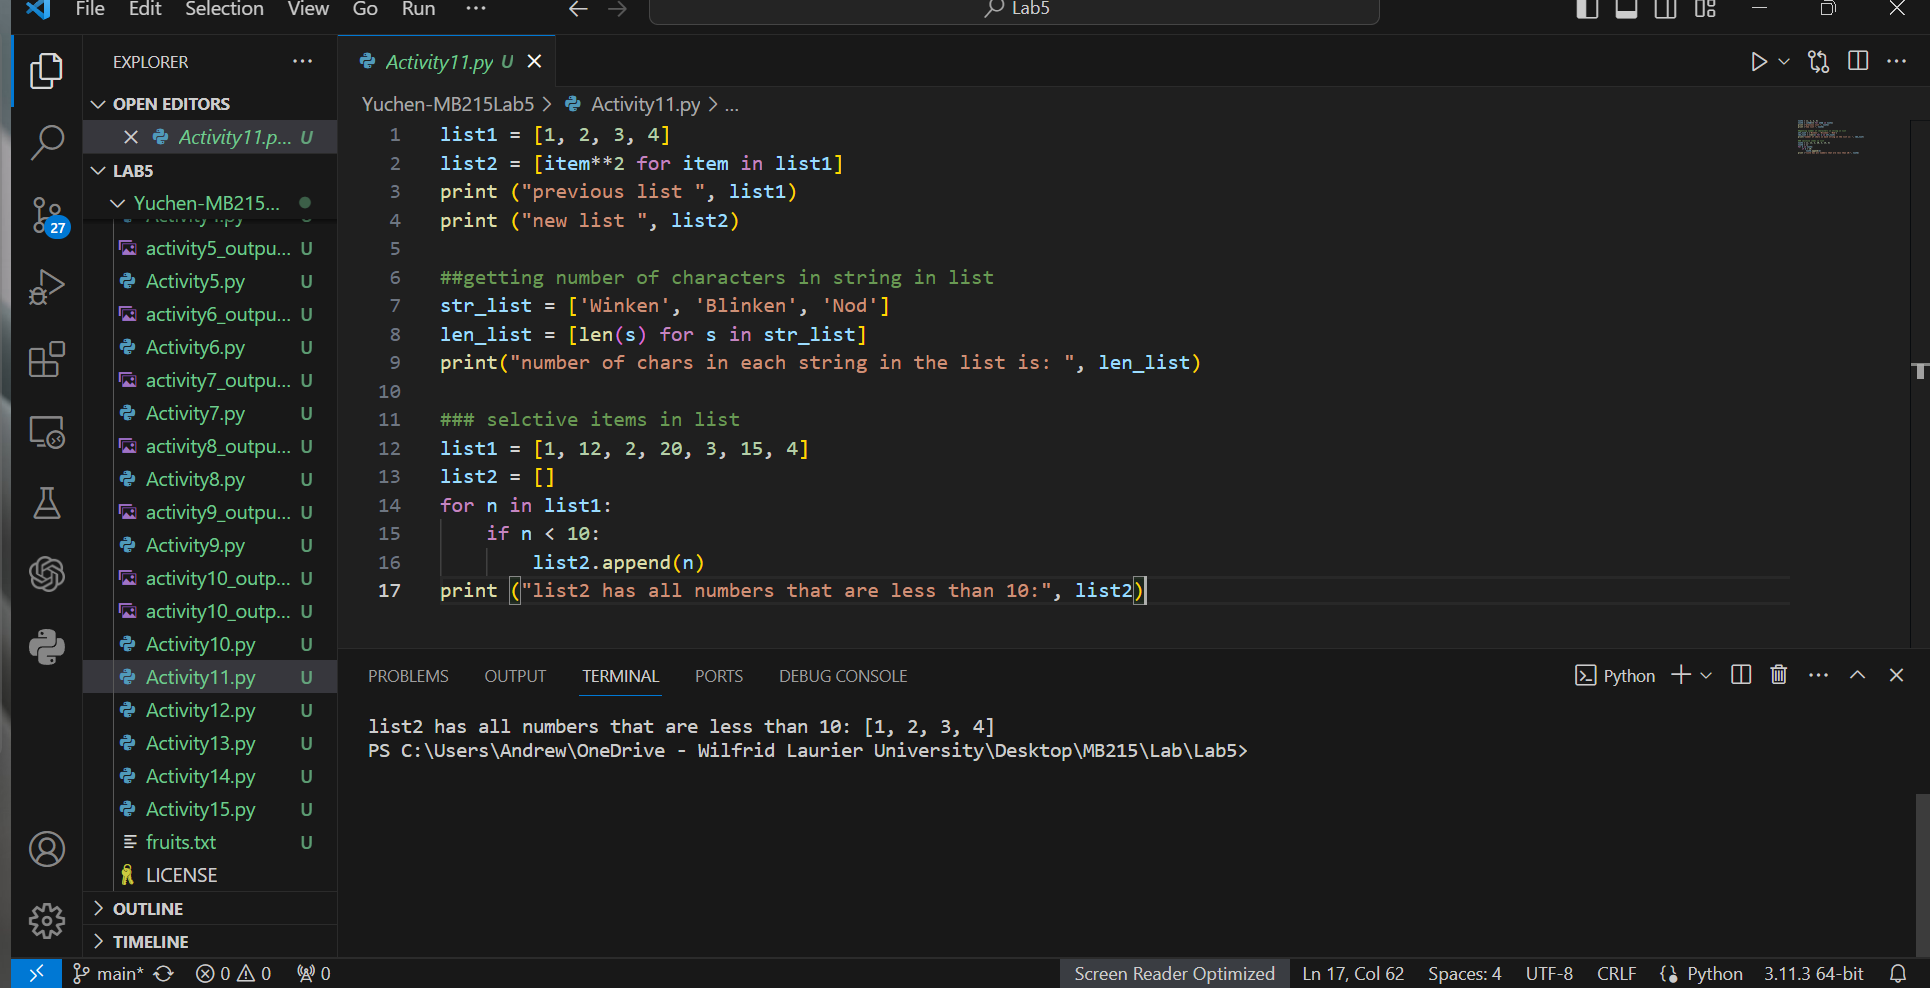 File Edit Selection View Go Run ··· Lab5
EXPLORER
OPEN EDITORS
Activity11.p... U
LAB5
Yuchen-MB215...
activity5_outpu... U
Activity5.py U
activity6_outpu... U
Activity6.py U
activity7_outpu... U
Activity7.py U
activity8_outpu... U
Activity8.py U
activity9_outpu... U
Activity9.py U
activity10_outp... U
activity10_outp... U
Activity10.py U
Activity11.py U
Activity12.py U
Activity13.py U
Activity14.py U
Activity15.py U
fruits.txt U
LICENSE
OUTLINE
TIMELINE
27
Activity11.py U
Yuchen-MB215Lab5 > Activity11.py > ...
1 list1 = [1, 2, 3, 4]
2 list2 = [item**2 for item in list1]
3 print ("previous list ", list1)
4 print ("new list ", list2)
5
6 ##getting number of characters in string in list
7 str_list = ['Winken', 'Blinken', 'Nod']
8 len_list = [len(s) for s in str_list]
9 print("number of chars in each string in the list is: ", len_list)
10
11 ### selctive items in list
12 list1 = [1, 12, 2, 20, 3, 15, 4]
13 list2 = []
14 for n in list1:
15     if n < 10:
16         list2.append(n)
17 print ("list2 has all numbers that are less than 10:", list2)
PROBLEMS OUTPUT TERMINAL PORTS DEBUG CONSOLE Python
list2 has all numbers that are less than 10: [1, 2, 3, 4]
PS C:\Users\Andrew\OneDrive - Wilfrid Laurier University\Desktop\MB215\Lab\Lab5>
main* 0 0 0 Screen Reader Optimized Ln 17, Col 62 Spaces: 4 UTF-8 CRLF Python 3.11.3 64-bit